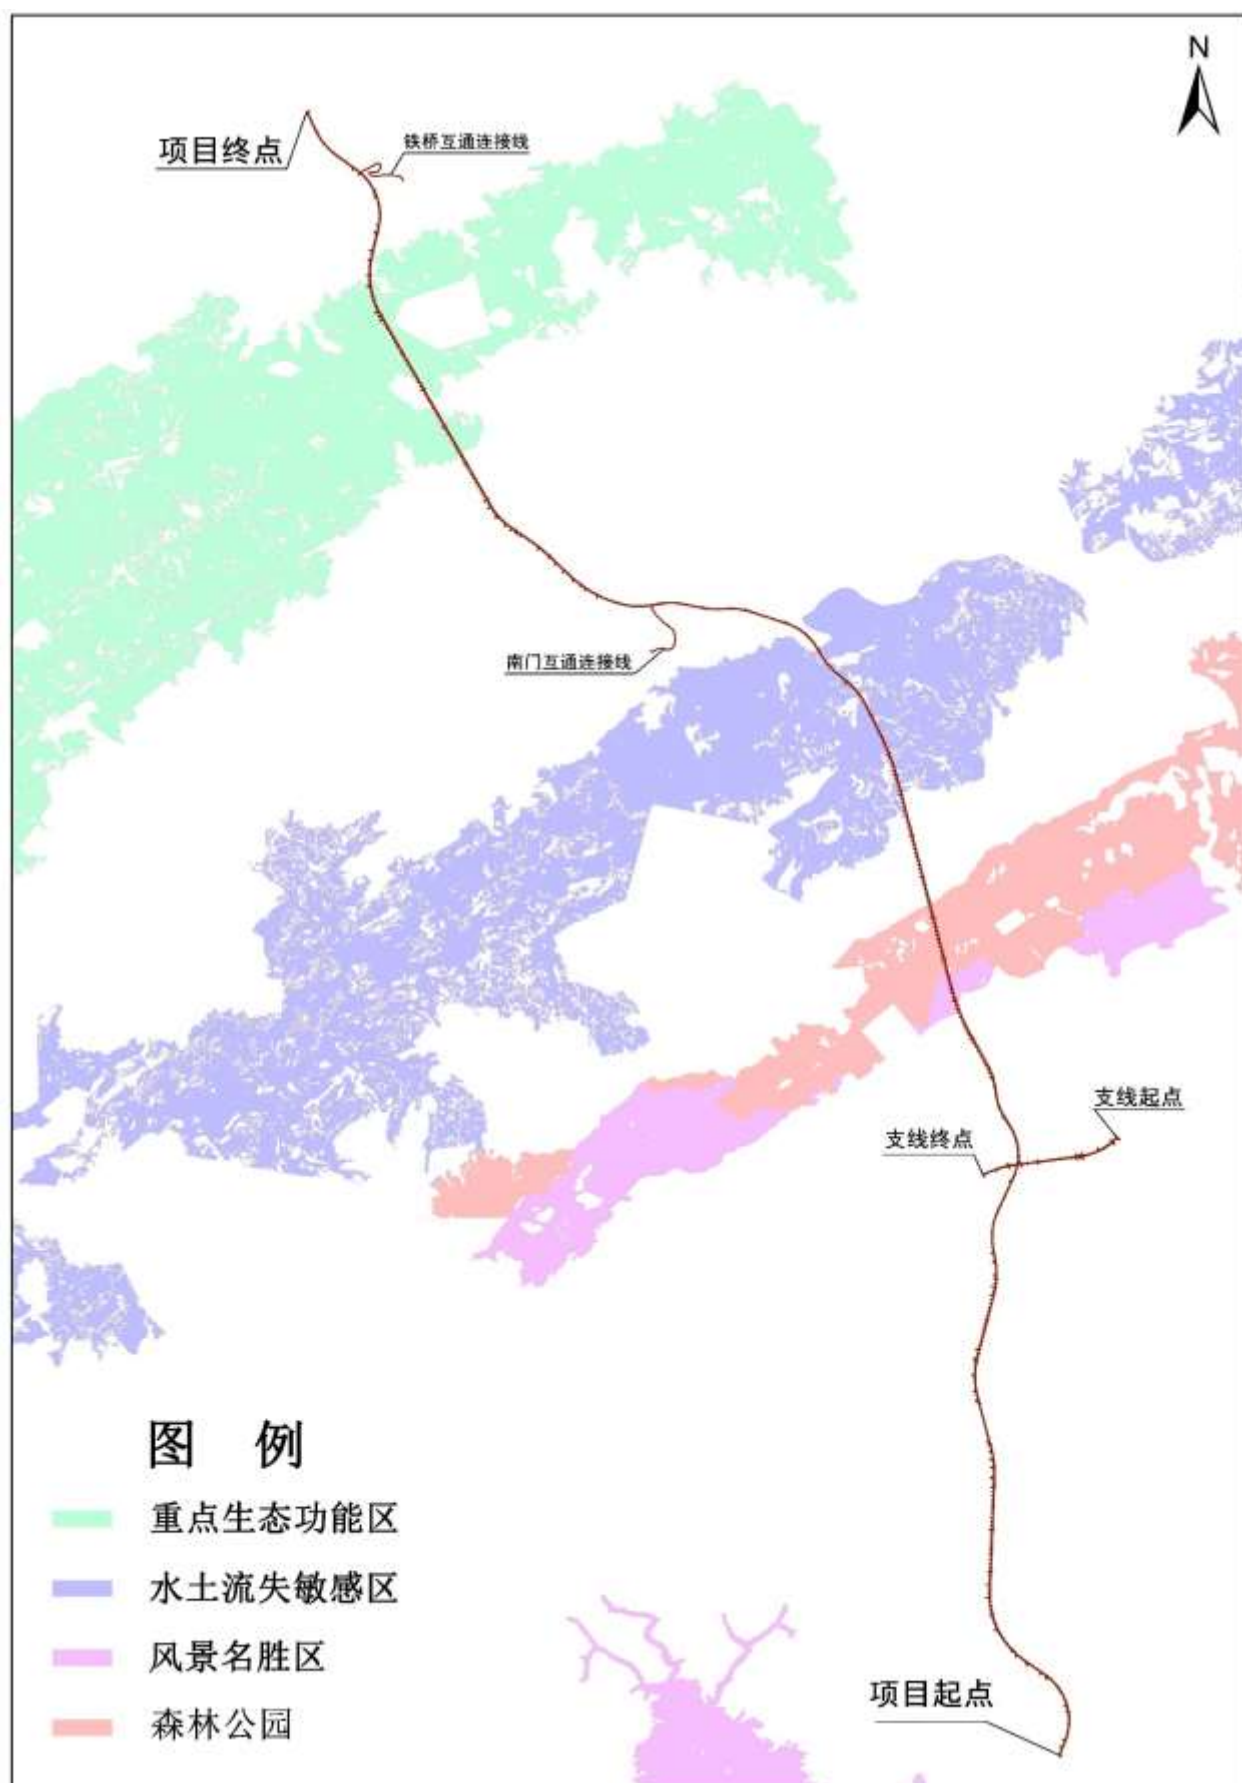 N
项目终点
铁桥互通连接线
南门互通连接线
支线起点
支线终点
图 例
重点生态功能区
水土流失敏感区
风景名胜区
森林公园
项目起点